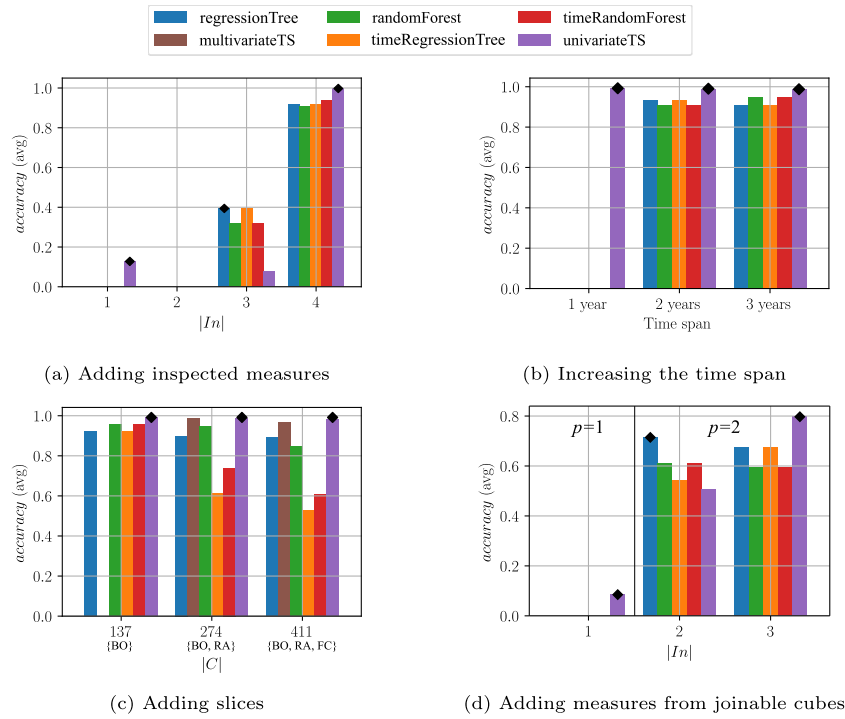 regressionTree randomForest timeRandomForest
multivariateTS timeRegressionTree univariateTS
1.0
0.8
0.6
0.4
0.2
0.0
accuracy (avg)
1 2 3 4
|In|
(a) Adding inspected measures
1.0
0.8
0.6
0.4
0.2
0.0
accuracy (avg)
1 year 2 years 3 years
Time span
(b) Increasing the time span
1.0
0.8
0.6
0.4
0.2
0.0
accuracy (avg)
137 274 411
{BO} {BO, RA} {BO, RA, FC}
|C|
(c) Adding slices
0.8
0.6
0.4
0.2
0.0
accuracy (avg)
p=1 p=2
1 2 3
|In|
(d) Adding measures from joinable cubes